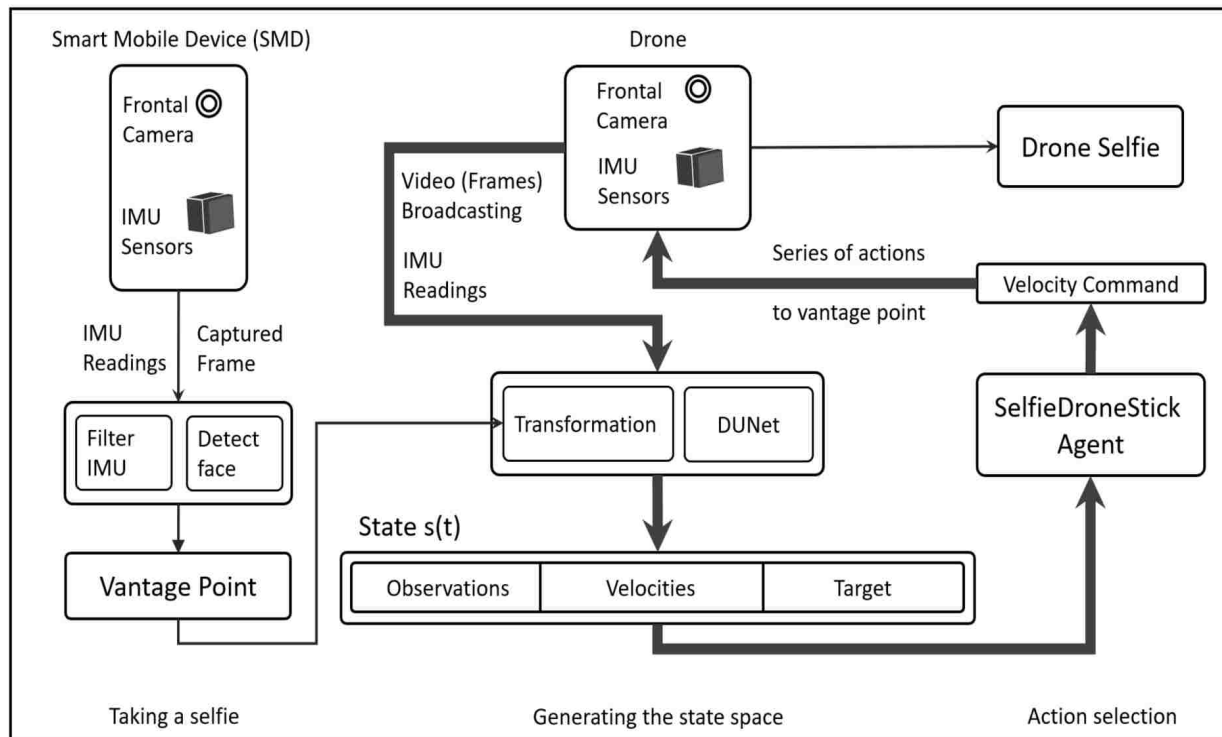 Smart Mobile Device (SMD)
Frontal
Camera
IMU
Sensors
IMU
Readings
Captured
Frame
Filter
IMU
Detect
face
Vantage Point
Taking a selfie
Drone
Frontal
Camera
IMU
Sensors
Drone Selfie
Video (Frames)
Broadcasting
IMU
Readings
Series of actions
to vantage point
Velocity Command
Transformation
DUNet
SelfieDroneStick
Agent
State s(t)
Observations
Velocities
Target
Generating the state space
Action selection